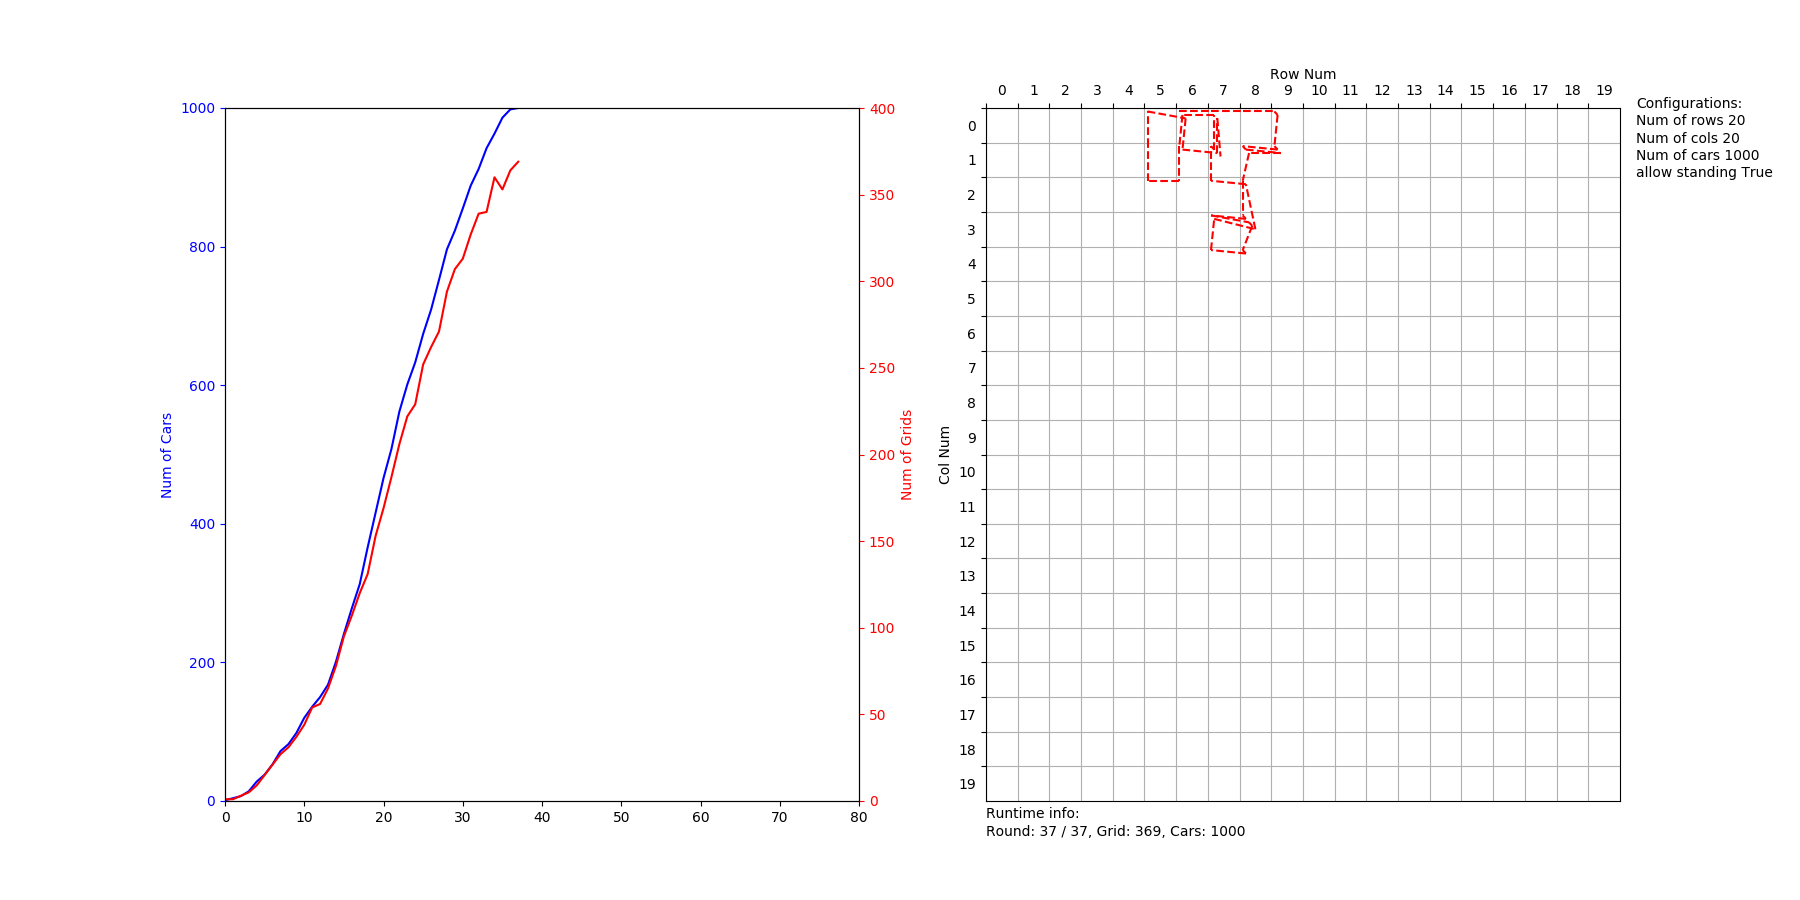 1000
800
600
400
200
0
Num of Cars
0 10 20 30 40 50 60 70 80
400
350
300
250
200
150
100
50
0
Num of Grids
Row Num
0 1 2 3 4 5 6 7 8 9 10 11 12 13 14 15 16 17 18 19
Col Num
0
1
2
3
4
5
6
7
8
9
10
11
12
13
14
15
16
17
18
19
Configurations:
Num of rows 20
Num of cols 20
Num of cars 1000
allow standing True
Runtime info:
Round: 37 / 37, Grid: 369, Cars: 1000